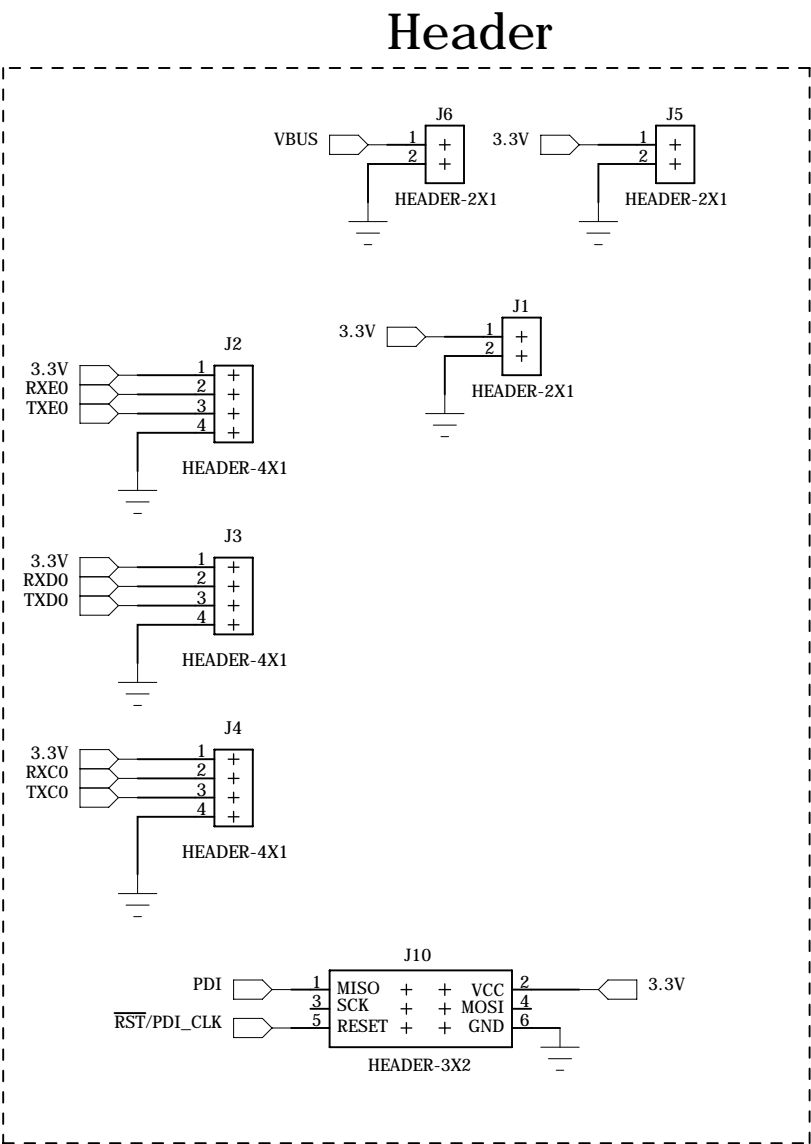 Header
J6
VBUS
1
2
HEADER-2X1
J5
3.3V
1
2
HEADER-2X1
J1
3.3V
1
2
HEADER-2X1
J2
3.3V
RXE0
TXE0
1
2
3
4
HEADER-4X1
J3
3.3V
RXD0
TXD0
1
2
3
4
HEADER-4X1
J4
3.3V
RXC0
TXC0
1
2
3
4
HEADER-4X1
J10
PDI 1 MISO + + VCC 2 3.3V
3 SCK + + MOSI 4
RST/PDI_CLK 5 RESET + + GND 6
HEADER-3X2